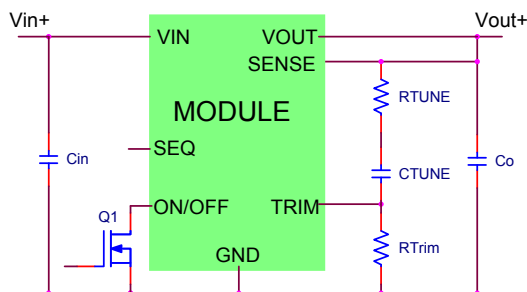 Vin+
Vout+
VIN
VOUT
SENSE
RTUNE
MODULE
Cin
SEQ
CTUNE
Co
Q1
ON/OFF
TRIM
RTrim
GND